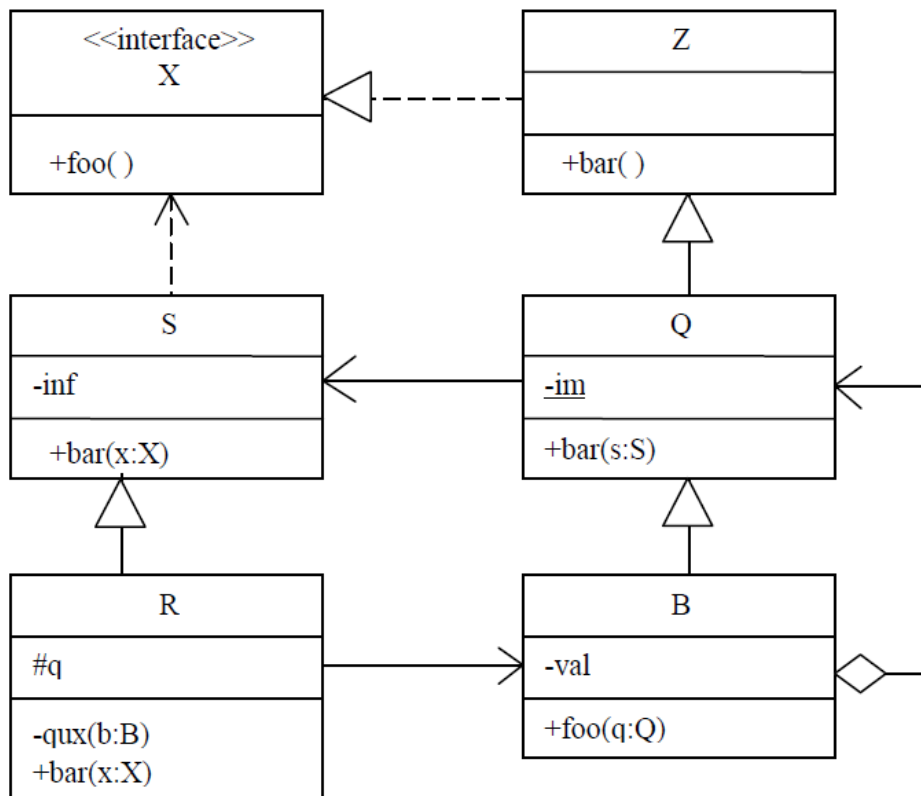 <<interface>>
X
+foo( )
Z
+bar( )
S
-inf
+bar(x:X)
Q
-im
+bar(s:S)
R
#q
-qux(b:B)
+bar(x:X)
B
-val
+foo(q:Q)